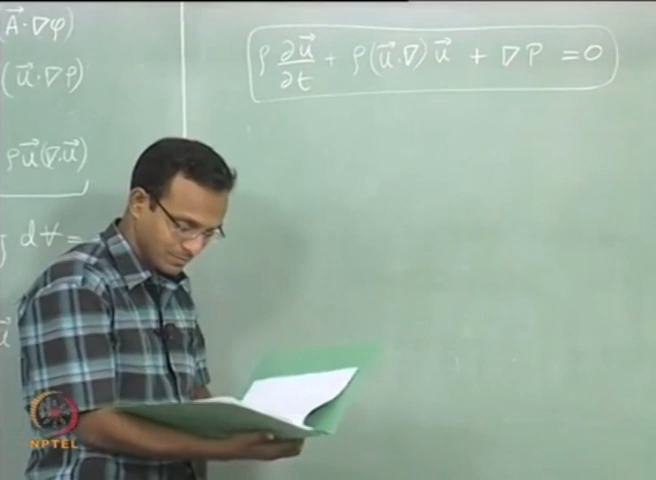 (A⃗·∇φ)
(u⃗·∇ρ)
ρu⃗(∇·u⃗)
dV =
u⃗
ρ ∂u⃗/∂t + ρ(u⃗·∇)u⃗ + ∇P = 0
NPTEL